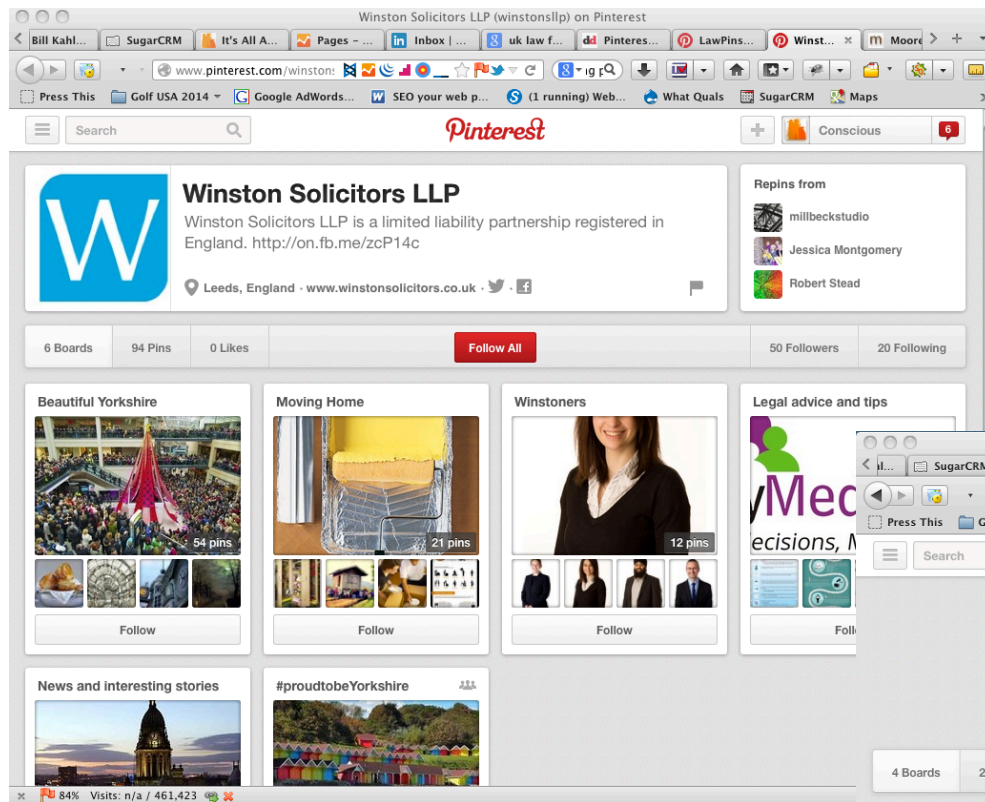 Winston Solicitors LLP (winstonsllp) on Pinterest
Bill Kahl... SugarCRM It's All A... Pages – ... Inbox | ... uk law f... Pinteres... LawPins... Winst... Moore
www.pinterest.com/winston:
Press This Golf USA 2014 Google AdWords... SEO your web p... (1 running) Web... What Quals SugarCRM Maps
Search Pinterest Conscious 6
Winston Solicitors LLP
Winston Solicitors LLP is a limited liability partnership registered in
England. http://on.fb.me/zcP14c
Leeds, England · www.winstonsolicitors.co.uk
Repins from
millbeckstudio
Jessica Montgomery
Robert Stead
6 Boards 94 Pins 0 Likes Follow All 50 Followers 20 Following
Beautiful Yorkshire Moving Home Winstoners Legal advice and tips
W
54 pins 21 pins 12 pins
yMed
ecisions, M
Follow Follow Follow Foll
SugarCRM
Press This
Search
News and interesting stories #proudtobeYorkshire
4 Boards 2
84% Visits: n/a / 461,423